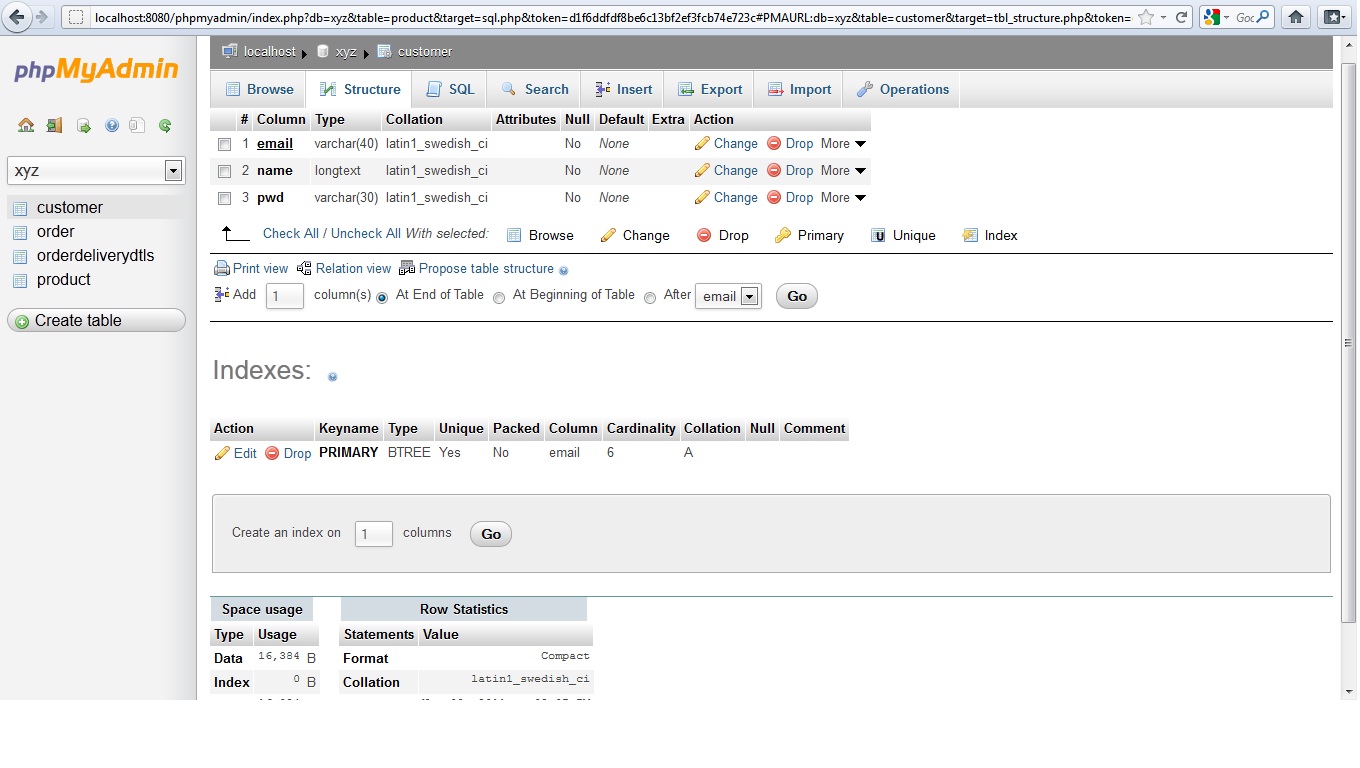 localhost:8080/phpmyadmin/index.php?db=xyz&table=product&target=sql.php&token=d1f6ddfdf8be6c13bf2ef3fcb74e723c#PMAURL:db=xyz&table=customer&target=tbl_structure.php&token=
Goo
phpMyAdmin
xyz
customer
order
orderdeliverydtls
product
Create table
localhost xyz customer
Browse Structure SQL Search Insert Export Import Operations
# Column Type Collation Attributes Null Default Extra Action
1 email varchar(40) latin1_swedish_ci No None Change Drop More
2 name longtext latin1_swedish_ci No None Change Drop More
3 pwd varchar(30) latin1_swedish_ci No None Change Drop More
Check All / Uncheck All With selected: Browse Change Drop Primary Unique Index
Print view Relation view Propose table structure
Add 1 column(s) At End of Table At Beginning of Table After email Go
Indexes:
Action Keyname Type Unique Packed Column Cardinality Collation Null Comment
Edit Drop PRIMARY BTREE Yes No email 6 A
Create an index on 1 columns Go
Space usage
Type Usage
Data 16,384 B
Index 0 B
Row Statistics
Statements Value
Format Compact
Collation latin1_swedish_ci